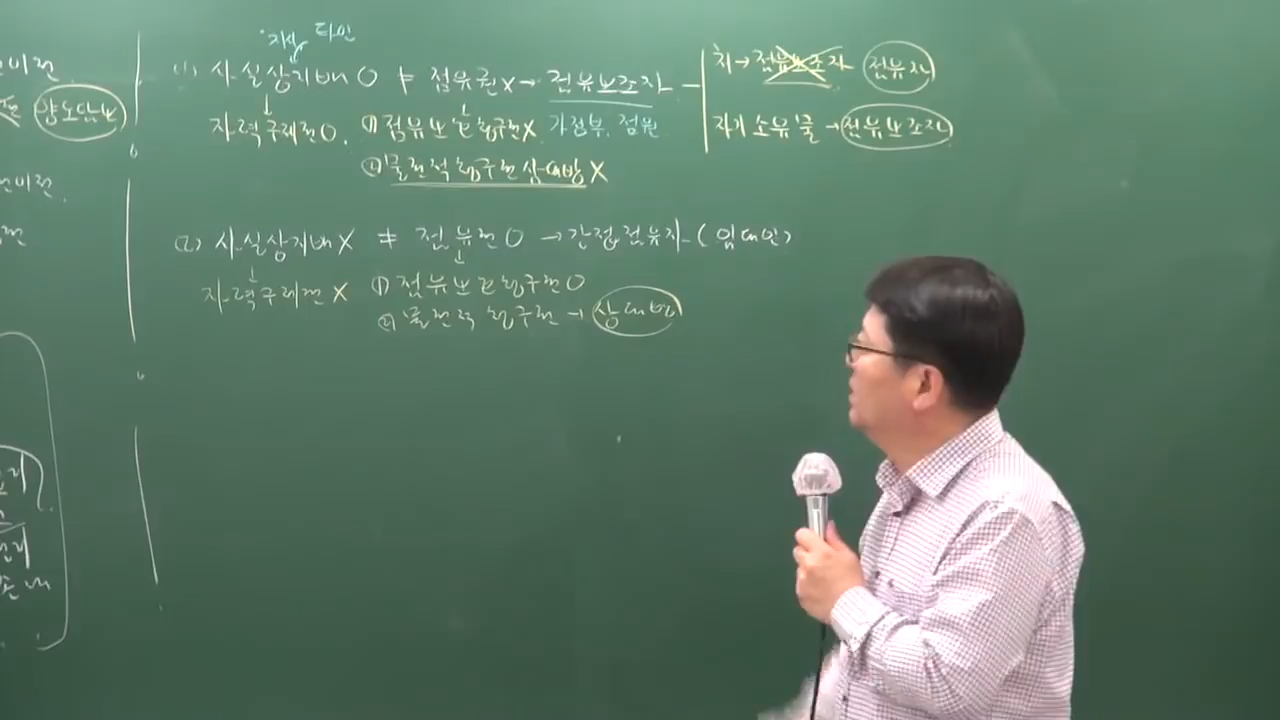 지시 타인
(1) 사실상지배 O ≠ 점유권 X → 점유보조자
처 → 점유보조자 점유자
자력구제권 O. ① 점유보호청구권 X 가정부, 점원
자기 소유물 → 점유보조자
② 물권적 청구권 상대방 X
(2) 사실상지배 X ≠ 점유권 O → 간접점유자 (임대인)
자력구제권 X ① 점유보호청구권 O
② 물권적 청구권 → 상대방
양도담보